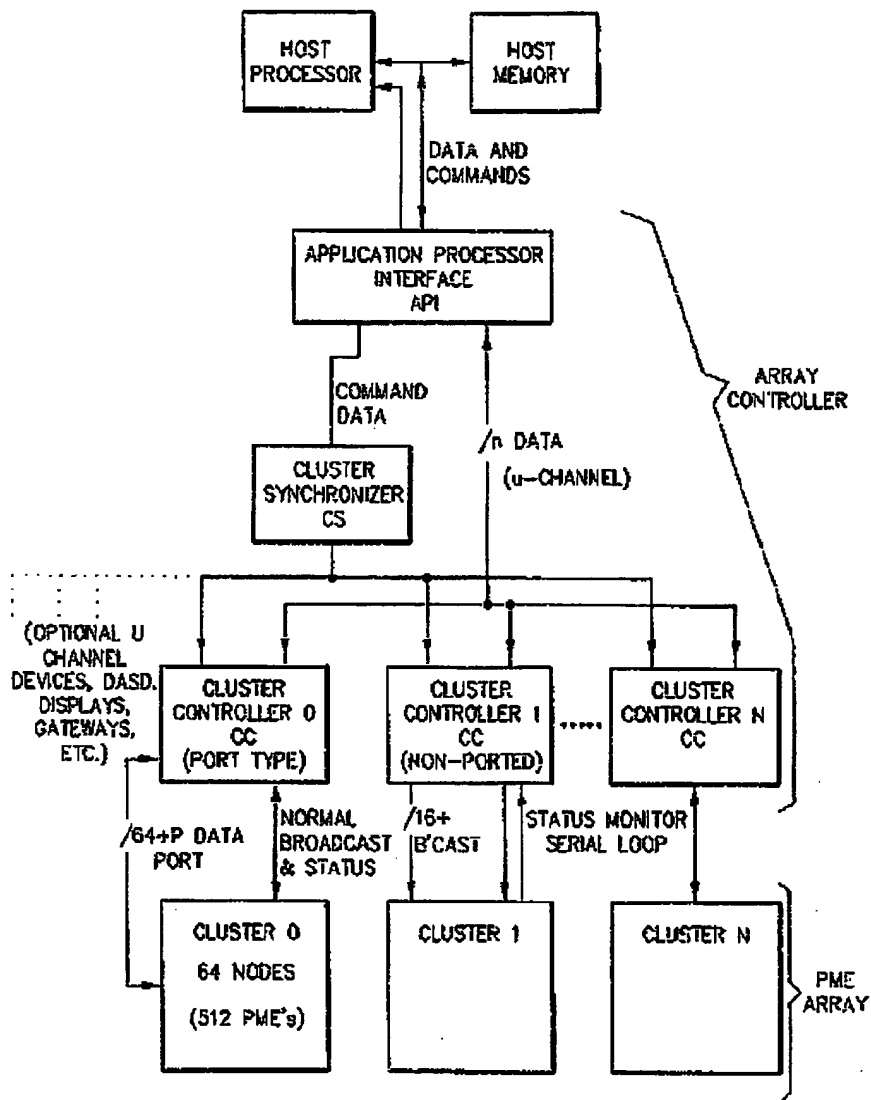 HOST
PROCESSOR
HOST
MEMORY
DATA AND
COMMANDS
APPLICATION PROCESSOR
INTERFACE
API
ARRAY
CONTROLLER
COMMAND
DATA
/n DATA
(u-CHANNEL)
CLUSTER
SYNCHRONIZER
CS
(OPTIONAL U
CHANNEL
DEVICES, DASD.
DISPLAYS,
GATEWAYS,
ETC.)
CLUSTER
CONTROLLER 0
CC
(PORT TYPE)
CLUSTER
CONTROLLER 1
CC
(NON-PORTED)
CLUSTER
CONTROLLER N
CC
/64+P DATA
PORT
NORMAL
BROADCAST
& STATUS
/16+
B'CAST
STATUS MONITOR
SERIAL LOOP
CLUSTER 0
64 NODES
(512 PME's)
CLUSTER 1
CLUSTER N
PME
ARRAY